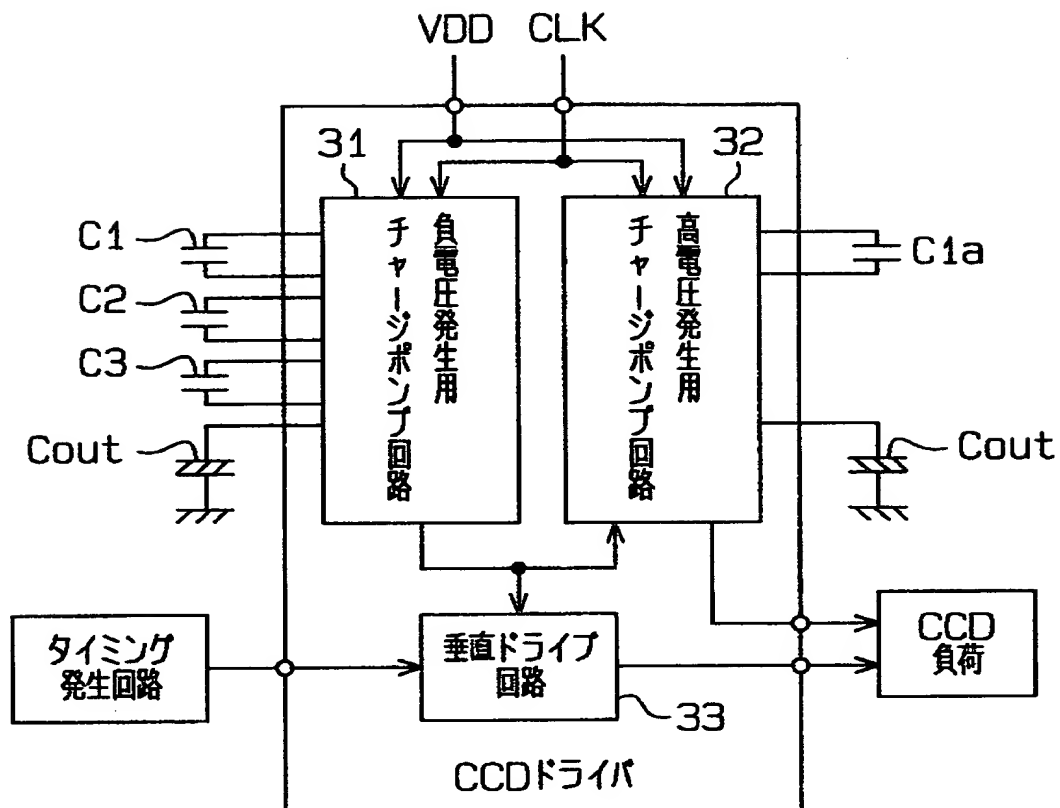 VDD CLK
31
32
負電圧発生用
チャージポンプ回路
高電圧発生用
チャージポンプ回路
C1
C2
C3
Cout
C1a
Cout
タイミング
発生回路
垂直ドライブ
回路
33
CCD
負荷
CCDドライバ